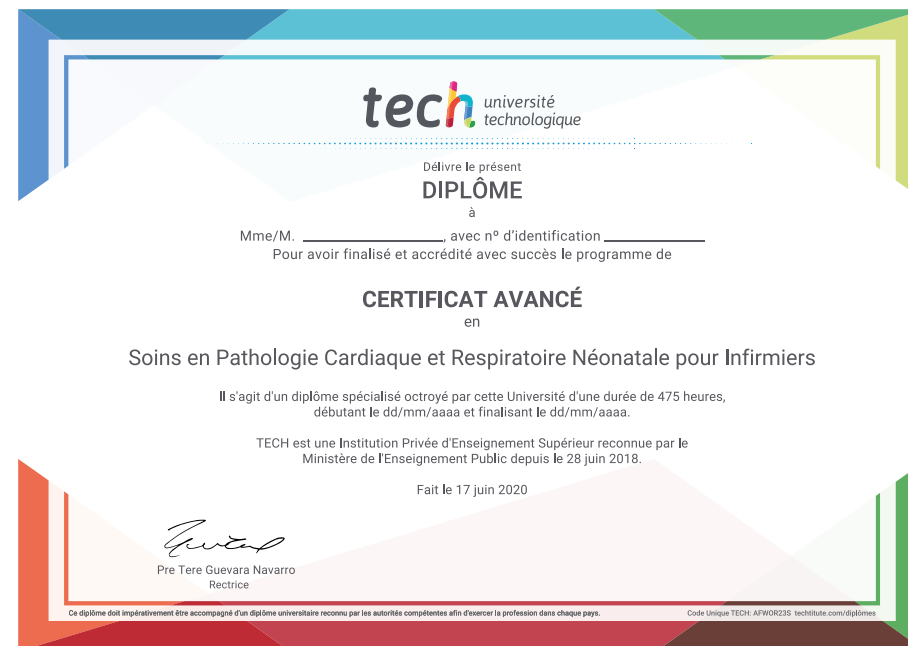 tech université
technologique
Délivre le présent
DIPLÔME
à
Mme/M. ____________________, avec nº d'identification ______________
Pour avoir finalisé et accrédité avec succès le programme de
CERTIFICAT AVANCÉ
en
Soins en Pathologie Cardiaque et Respiratoire Néonatale pour Infirmiers
Il s'agit d'un diplôme spécialisé octroyé par cette Université d'une durée de 475 heures,
débutant le dd/mm/aaaa et finalisant le dd/mm/aaaa.
TECH est une Institution Privée d'Enseignement Supérieur reconnue par le
Ministère de l'Enseignement Public depuis le 28 juin 2018.
Fait le 17 juin 2020
Pre Tere Guevara Navarro
Rectrice
Ce diplôme doit impérativement être accompagné d'un diplôme universitaire reconnu par les autorités compétentes afin d'exercer la profession dans chaque pays.
Code Unique TECH: AFWOR23S techtitute.com/diplômes